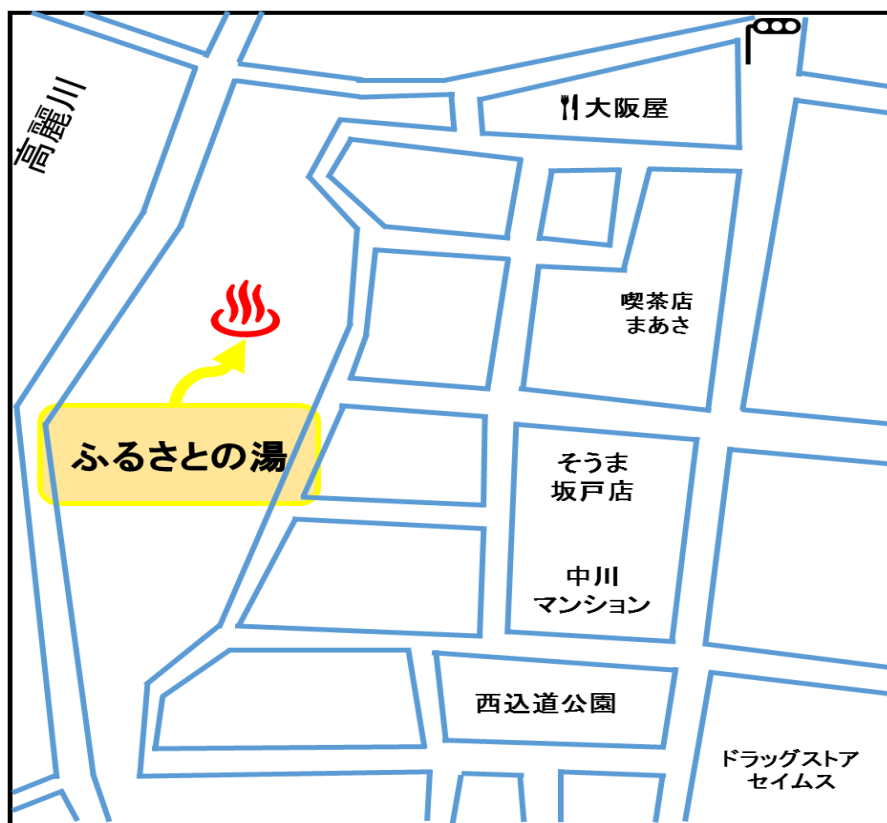 高麗川
大阪屋
喫茶店
まあさ
ふるさとの湯
そうま
坂戸店
中川
マンション
西込道公園
ドラッグストア
セイムス